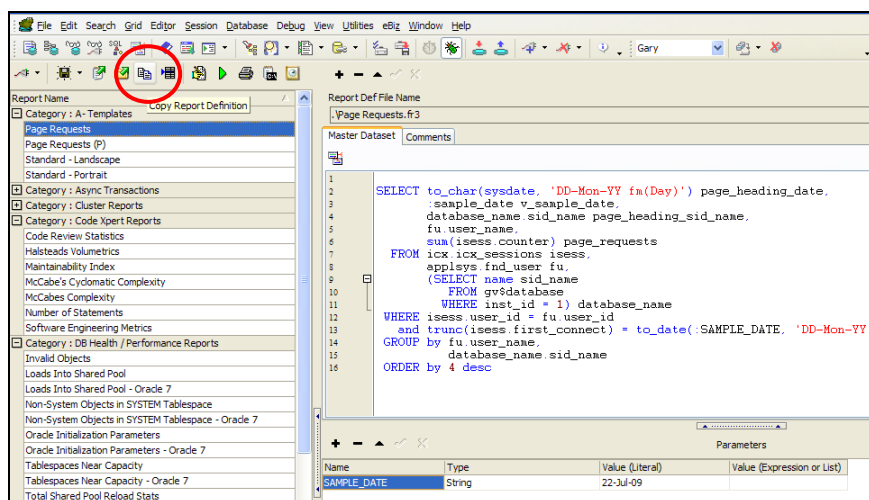 File Edit Search Grid Editor Session Database Debug View Utilities eBiz Window Help
SQL
Gary
Copy Report Definition
Report Name
Category : A- Templates
Page Requests
Page Requests (P)
Standard - Landscape
Standard - Portrait
Category : Async Transactions
Category : Cluster Reports
Category : Code Xpert Reports
Code Review Statistics
Halsteads Volumetrics
Maintainability Index
McCabe's Cyclomatic Complexity
McCabes Complexity
Number of Statements
Software Engineering Metrics
Category : DB Health / Performance Reports
Invalid Objects
Loads Into Shared Pool
Loads Into Shared Pool - Oracle 7
Non-System Objects in SYSTEM Tablespace
Non-System Objects in SYSTEM Tablespace - Oracle 7
Oracle Initialization Parameters
Oracle Initialization Parameters - Oracle 7
Tablespaces Near Capacity
Tablespaces Near Capacity - Oracle 7
Total Shared Pool Reload Stats
Report Def File Name
.\Page Requests.fr3
Master Dataset Comments
1
2 SELECT to_char(sysdate, 'DD-Mon-YY fm(Day)') page_heading_date,
3 :sample_date v_sample_date,
4 database_name.sid_name page_heading_sid_name,
5 fu.user_name,
6 sum(isess.counter) page_requests
7 FROM icx.icx_sessions isess,
8 applsys.fnd_user fu,
9 (SELECT name sid_name
10 FROM gv$database
11 WHERE inst_id = 1) database_name
12 WHERE isess.user_id = fu.user_id
13 and trunc(isess.first_connect) = to_date(:SAMPLE_DATE, 'DD-Mon-YY
14 GROUP by fu.user_name,
15 database_name.sid_name
16 ORDER by 4 desc
Parameters
Name Type Value (Literal) Value (Expression or List)
SAMPLE_DATE String 22-Jul-09